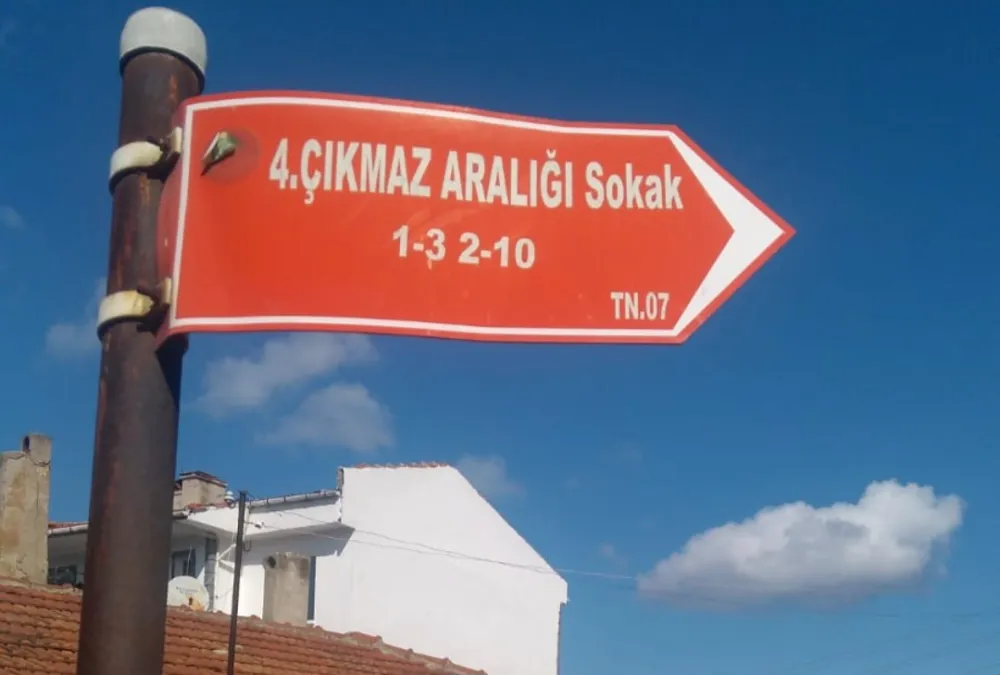 4.ÇIKMAZ ARALIĞI Sokak
1-3 2-10
TN.07